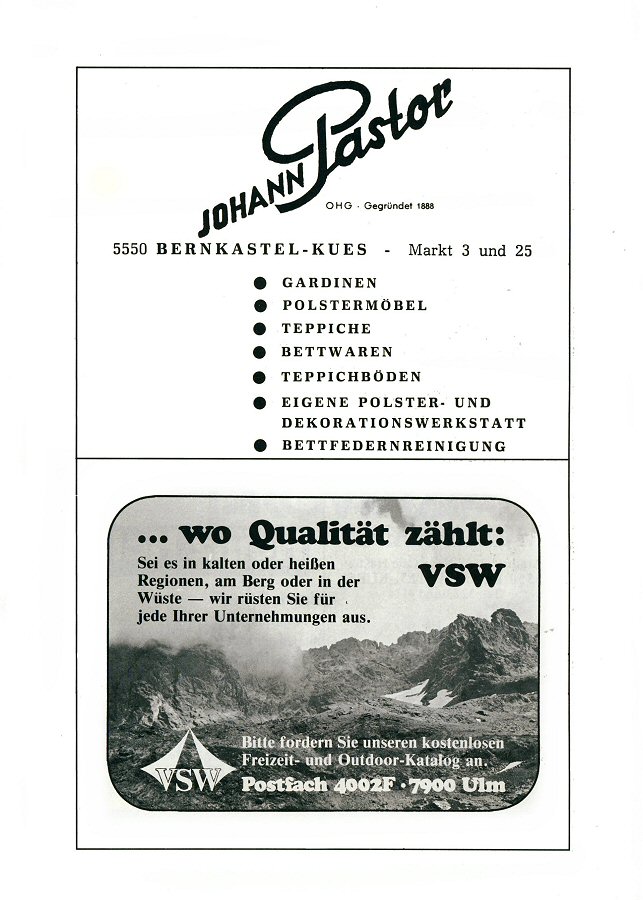 JOHANN Pastor
OHG · Gegründet 1888
5550 BERNKASTEL-KUES - Markt 3 und 25
● GARDINEN
● POLSTERMÖBEL
● TEPPICHE
● BETTWAREN
● TEPPICHBÖDEN
● EIGENE POLSTER- UND
DEKORATIONSWERKSTATT
● BETTFEDERNREINIGUNG
... wo Qualität zählt:
VSW
Sei es in kalten oder heißen
Regionen, am Berg oder in der
Wüste — wir rüsten Sie für
jede Ihrer Unternehmungen aus.
VSW
Bitte fordern Sie unseren kostenlosen
Freizeit- und Outdoor-Katalog an.
Postfach 4002F · 7900 Ulm